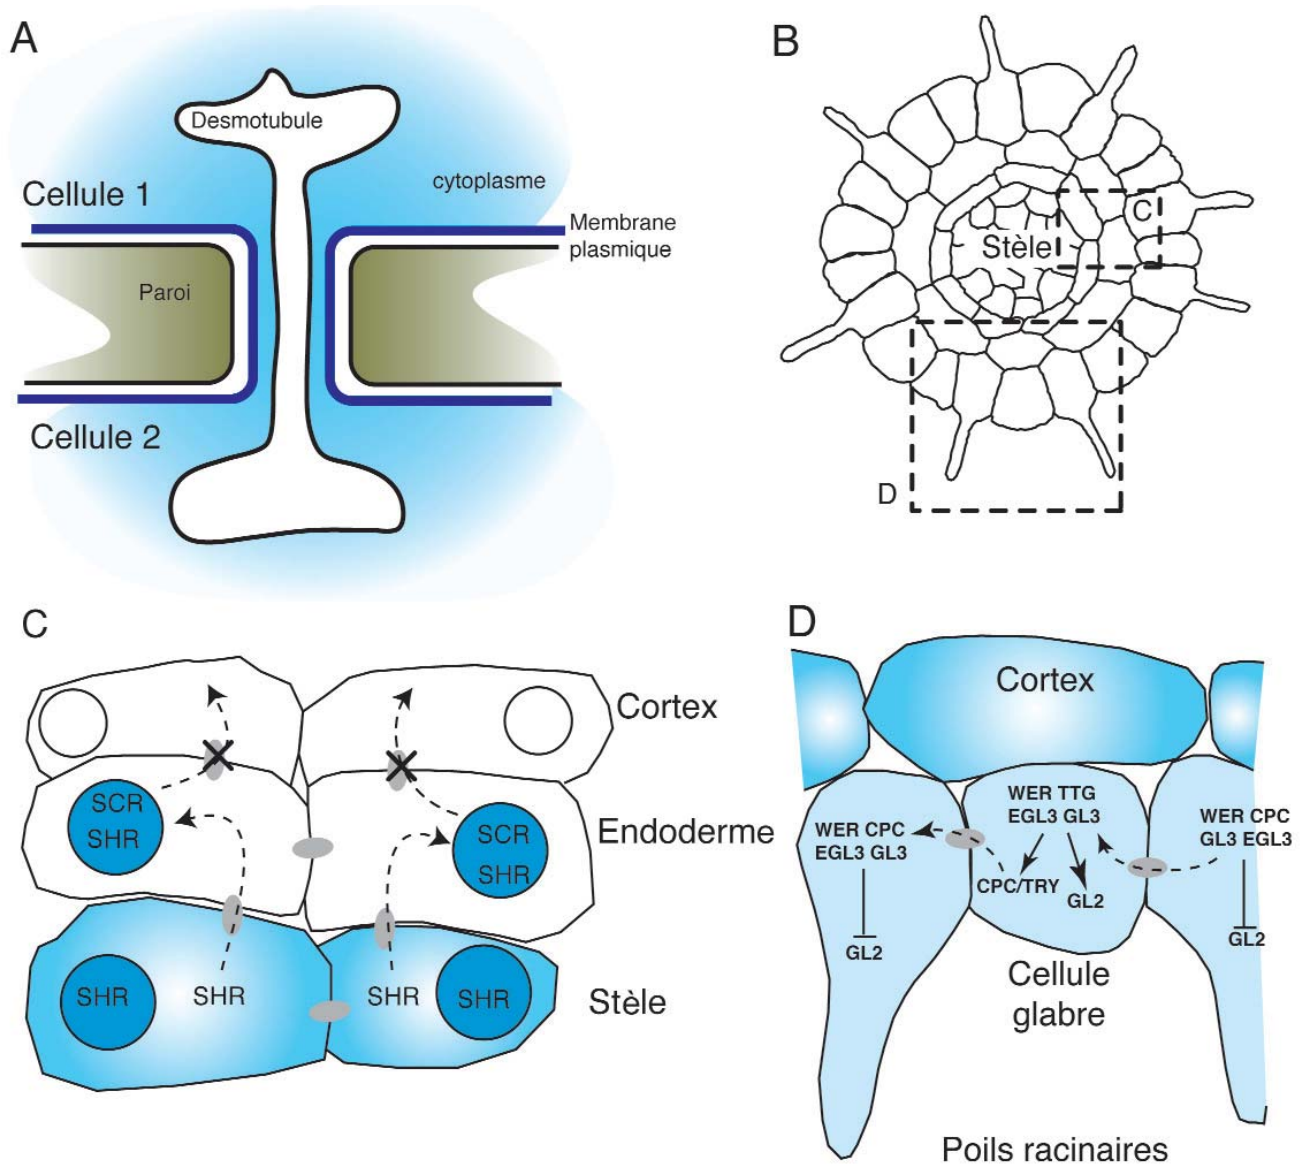 A
Desmotubule
cytoplasme
Cellule 1
Membrane
plasmique
Paroi
Cellule 2
B
C
Stèle
D
C
Cortex
SCR
SHR
SCR
SHR
Endoderme
SHR
SHR
SHR
SHR
Stèle
D
Cortex
WER TTG
EGL3 GL3
WER CPC
EGL3 GL3
WER CPC
GL3 EGL3
CPC/TRY
GL2
GL2
GL2
Cellule
glabre
Poils racinaires